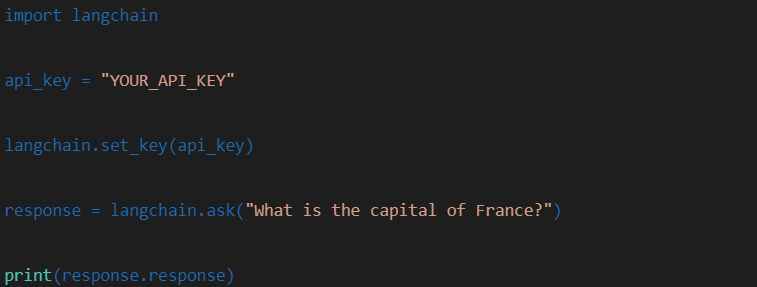 import langchain
api_key = "YOUR_API_KEY"
langchain.set_key(api_key)
response = langchain.ask("What is the capital of France?")
print(response.response)